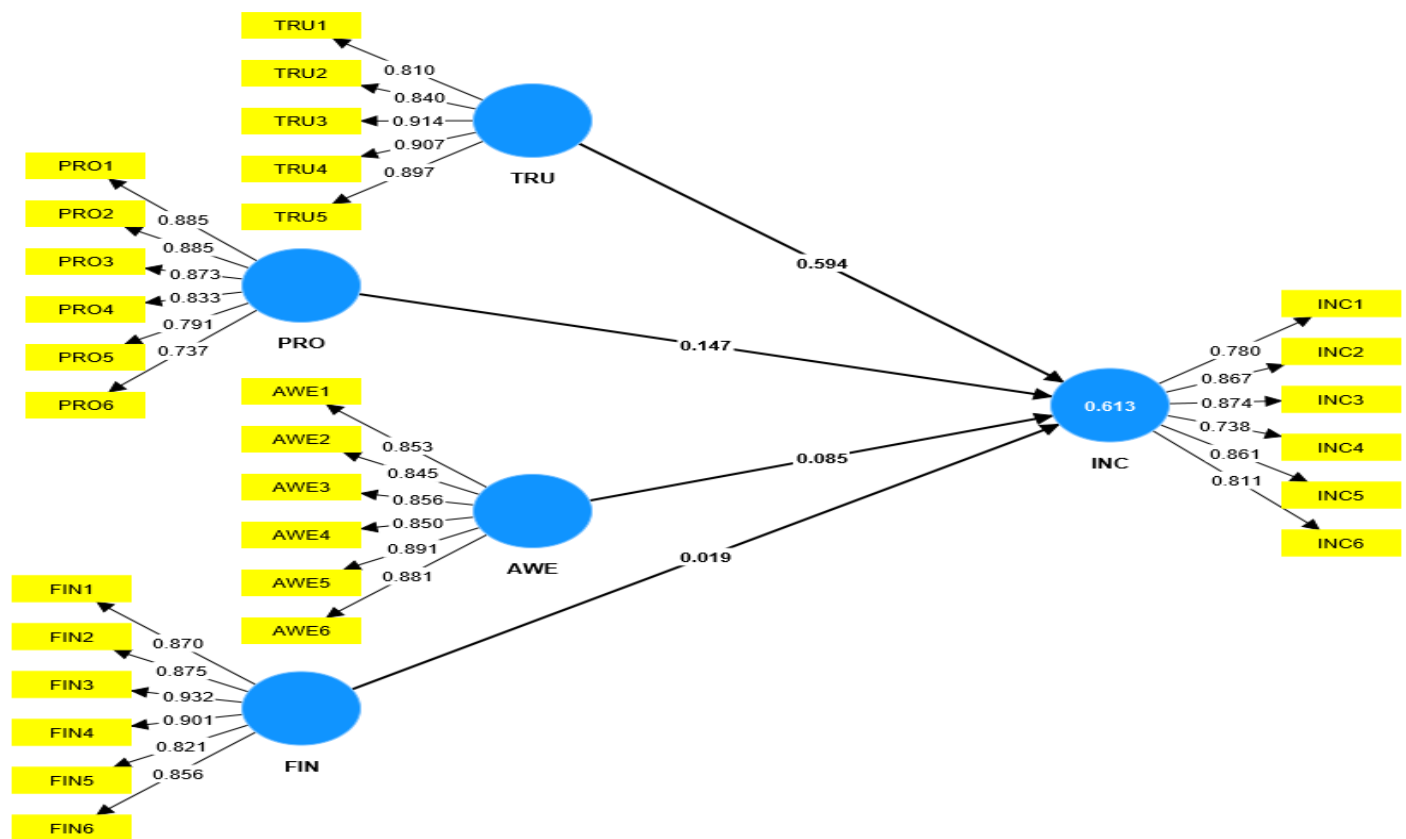 TRU1
TRU2
TRU3
TRU4
TRU5
0.810
0.840
0.914
0.907
0.897
TRU
PRO1
PRO2
PRO3
PRO4
PRO5
PRO6
0.885
0.885
0.873
0.833
0.791
0.737
PRO
AWE1
AWE2
AWE3
AWE4
AWE5
AWE6
0.853
0.845
0.856
0.850
0.891
0.881
AWE
FIN1
FIN2
FIN3
FIN4
FIN5
FIN6
0.870
0.875
0.932
0.901
0.821
0.856
FIN
0.594
0.147
0.085
0.019
0.613
INC
0.780
0.867
0.874
0.738
0.861
0.811
INC1
INC2
INC3
INC4
INC5
INC6